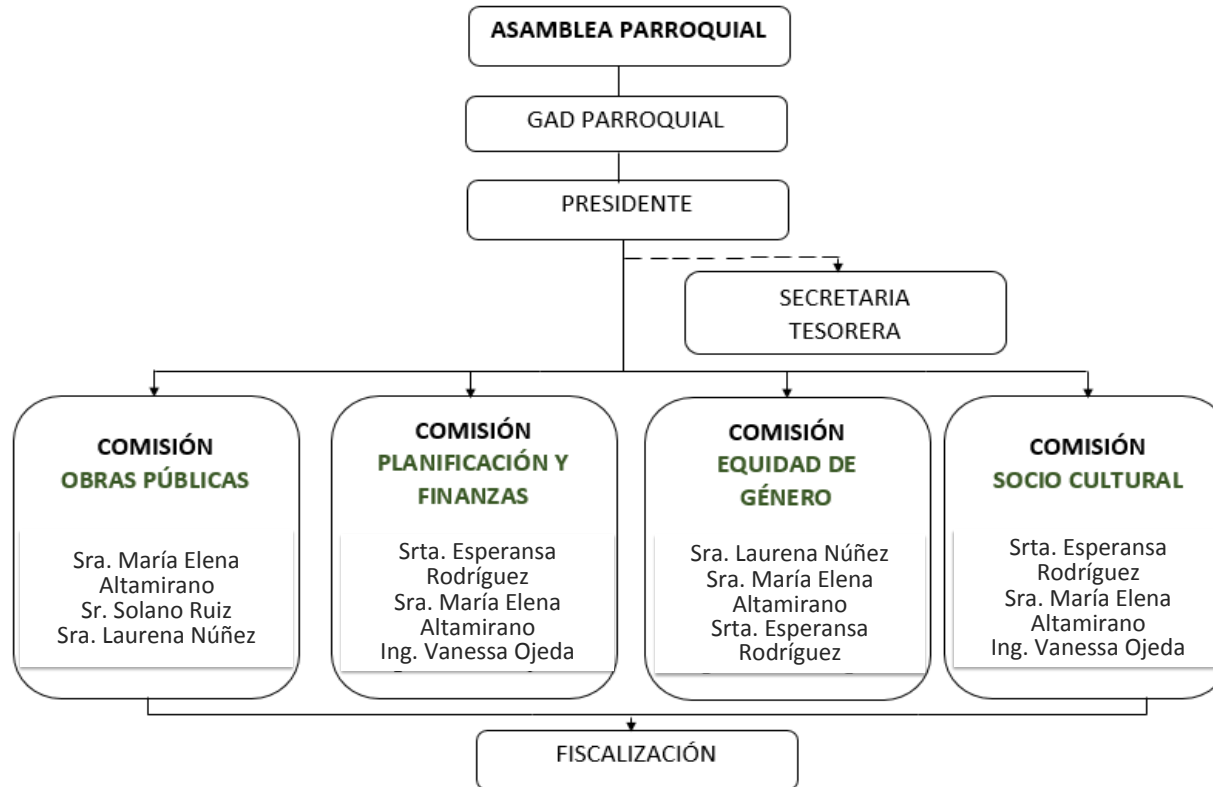 ASAMBLEA PARROQUIAL
GAD PARROQUIAL
PRESIDENTE
SECRETARIA
TESORERA
COMISIÓN
OBRAS PÚBLICAS
Sra. María Elena
Altamirano
Sr. Solano Ruiz
Sra. Laurena Núñez
COMISIÓN
PLANIFICACIÓN Y
FINANZAS
Srta. Esperansa
Rodríguez
Sra. María Elena
Altamirano
Ing. Vanessa Ojeda
COMISIÓN
EQUIDAD DE
GÉNERO
Sra. Laurena Núñez
Sra. María Elena
Altamirano
Srta. Esperansa
Rodríguez
COMISIÓN
SOCIO CULTURAL
Srta. Esperansa
Rodríguez
Sra. María Elena
Altamirano
Ing. Vanessa Ojeda
FISCALIZACIÓN